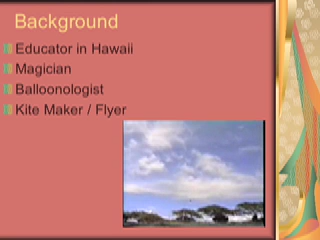 Background
Educator in Hawaii
Magician
Balloonologist
Kite Maker / Flyer